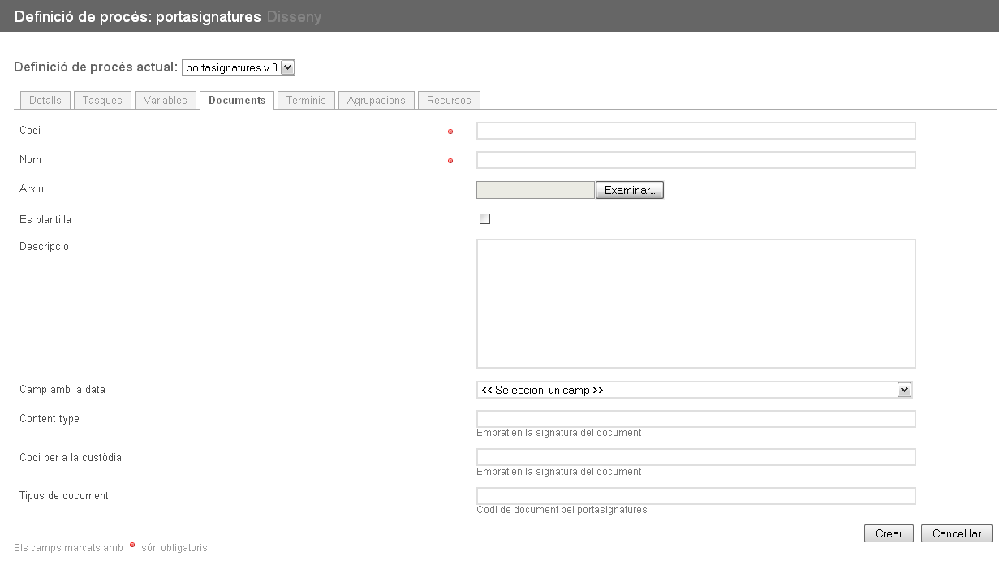 Definició de procés: portasignatures Disseny
Definició de procés actual: portasignatures v.3
Detalls Tasques Variables Documents Terminis Agrupacions Recursos
Codi
Nom
Arxiu Examinar...
Es plantilla
Descripcio
Camp amb la data << Seleccioni un camp >>
Content type
Emprat en la signatura del document
Codi per a la custòdia
Emprat en la signatura del document
Tipus de document
Codi de document pel portasignatures
Crear Cancel·lar
Els camps marcats amb són obligatoris